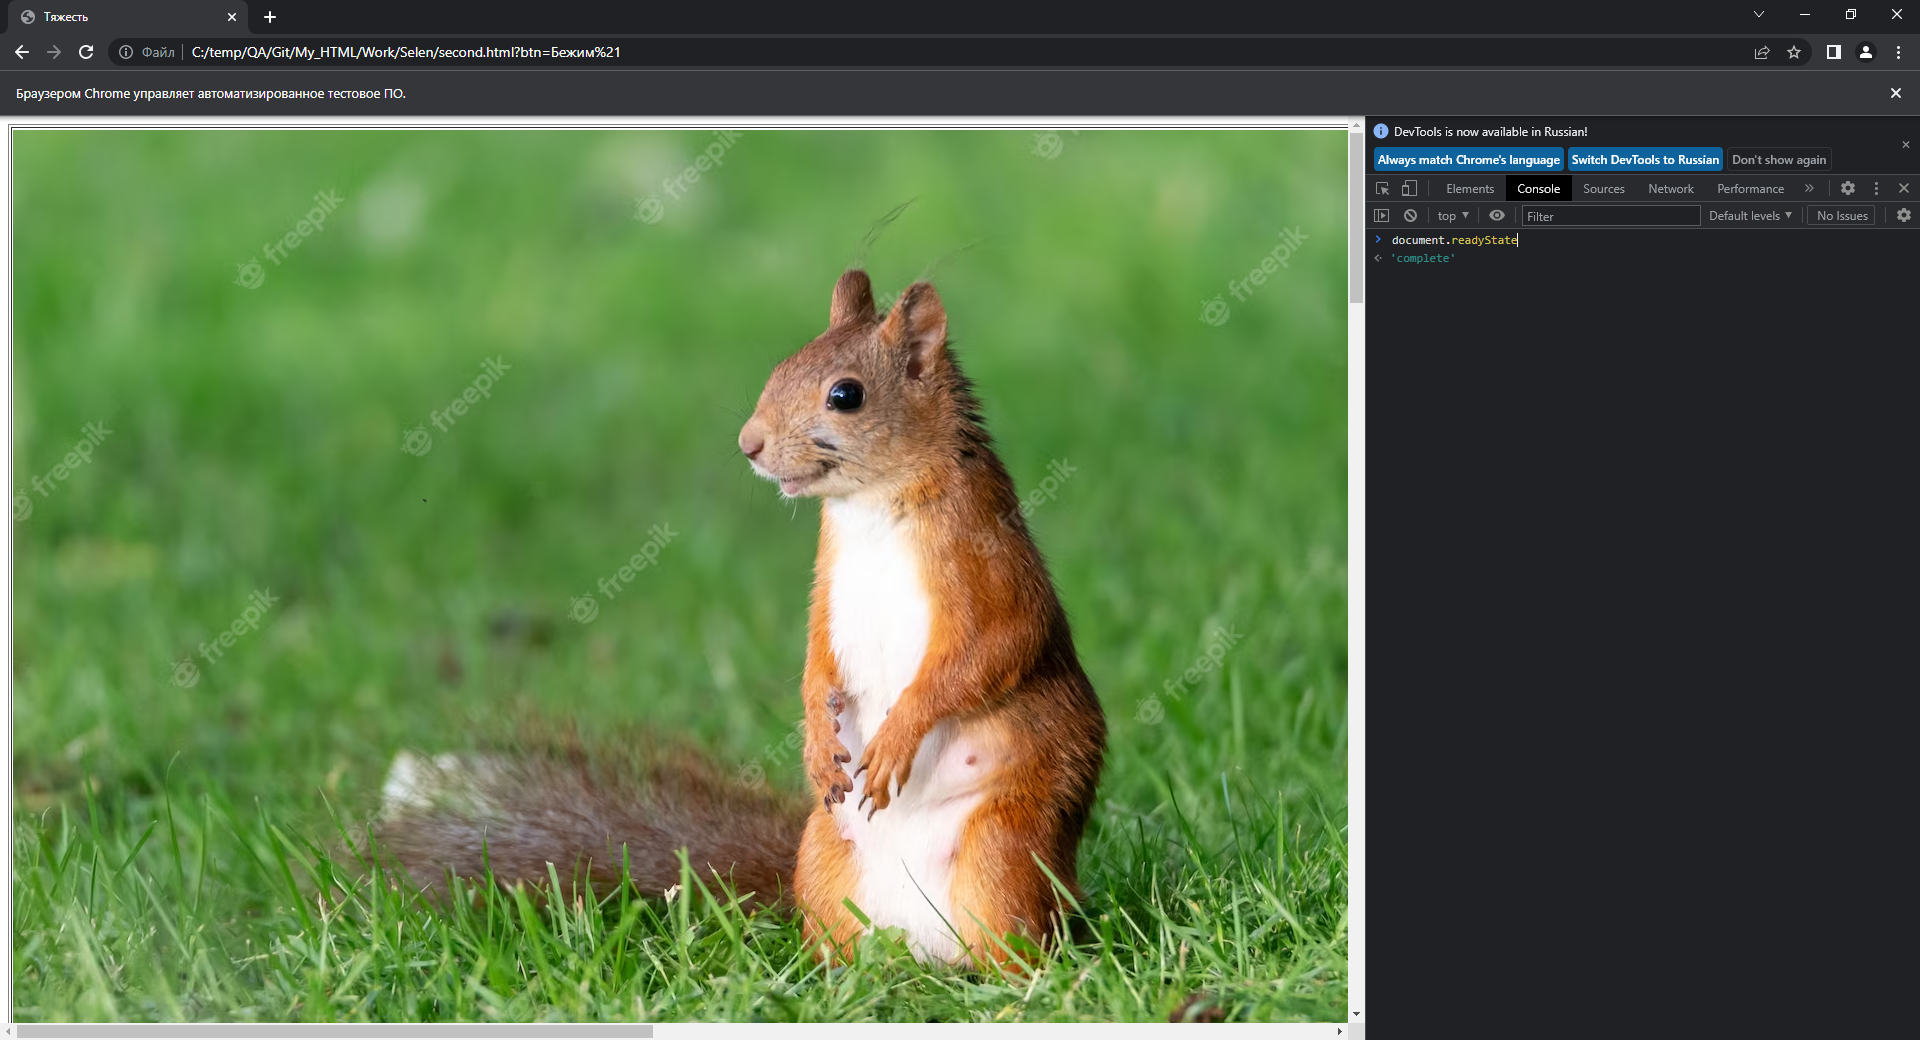 Тяжесть
Файл C:/temp/QA/Git/My_HTML/Work/Selen/second.html?btn=Бежим%21
Браузером Chrome управляет автоматизированное тестовое ПО.
DevTools is now available in Russian!
Always match Chrome's language Switch DevTools to Russian Don't show again
Elements Console Sources Network Performance
top Filter Default levels No Issues
document.readyState
'complete'
freepik
freepik
freepik
freepik
freepik
freepik
freepik
freepik
freepik